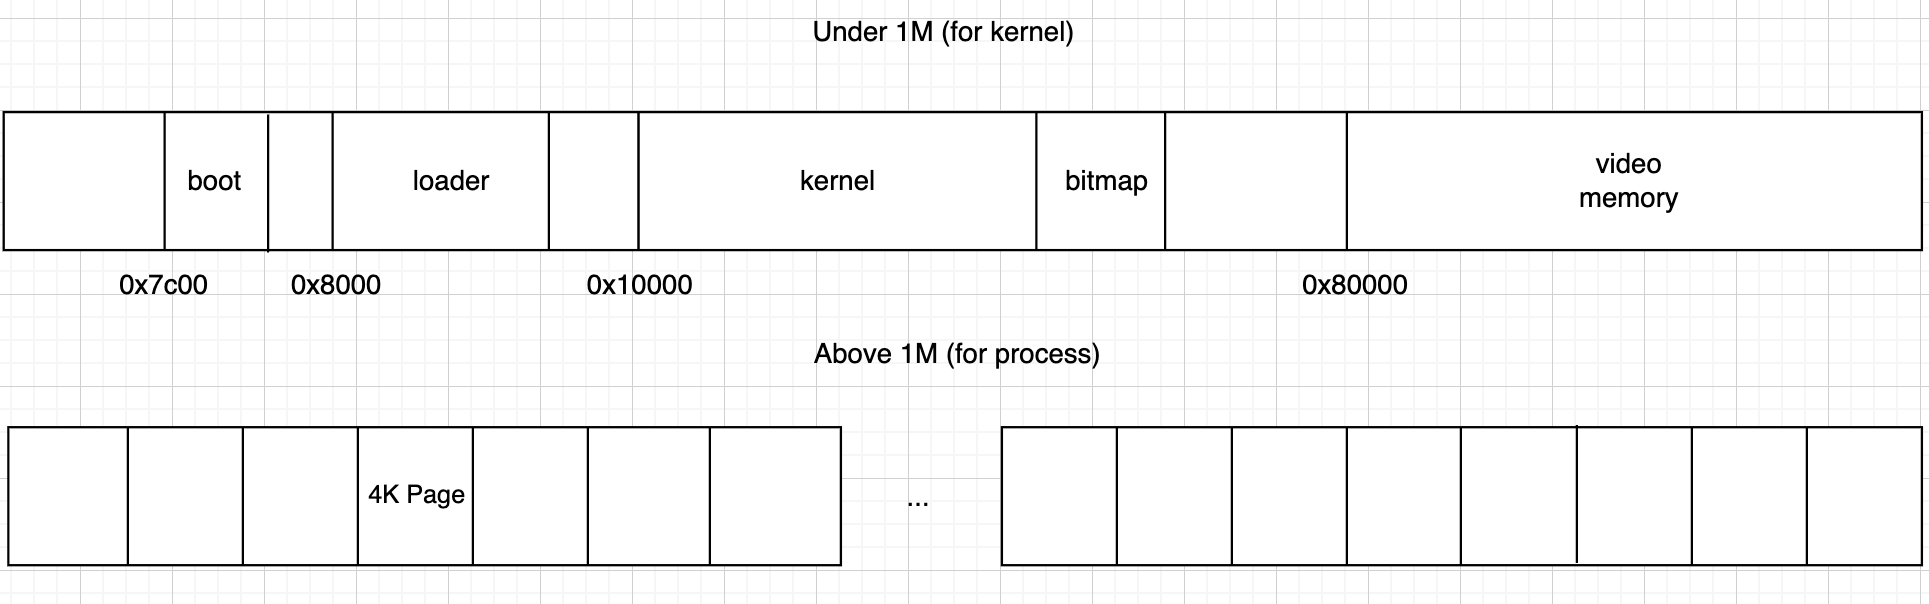 Under 1M (for kernel)
boot
loader
kernel
bitmap
video
memory
0x7c00
0x8000
0x10000
0x80000
Above 1M (for process)
4K Page
...